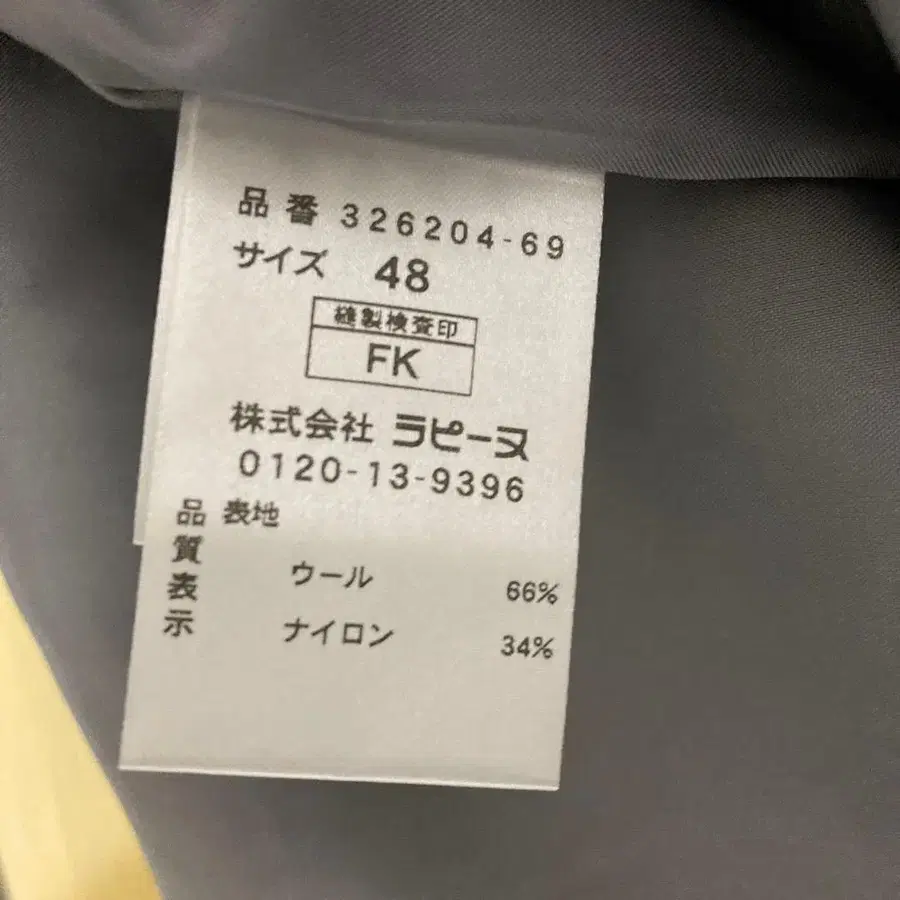 品番 326204-69
サイズ 48
縫製検査印
FK
株式会社 ラピーヌ
0120-13-9396
品質表示
表地
ウール 66%
ナイロン 34%